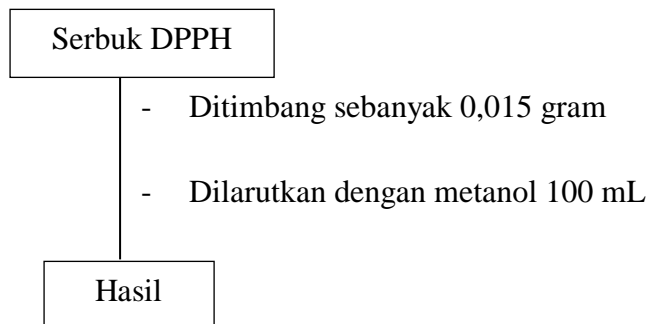 Serbuk DPPH
- Ditimbang sebanyak 0,015 gram
- Dilarutkan dengan metanol 100 mL
Hasil